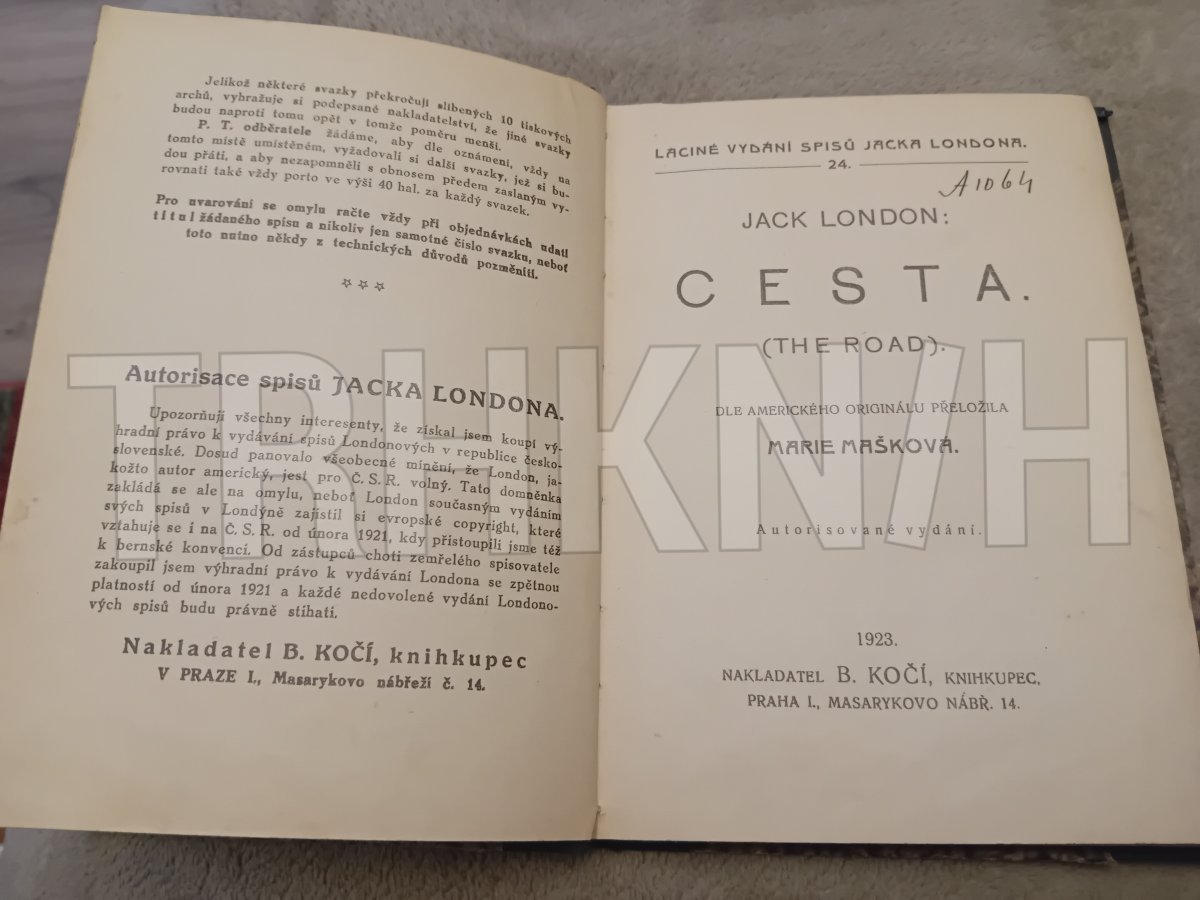 Jelikož některé svazky překročují slíbených 10 tiskových
archů, vyhražuje si podepsané nakladatelství, že jiné svazky
budou naproti tomu opět v tomže poměru menší.
P. T. odběratele žádáme, aby dle oznámení, vždy na
tomto místě umístěném, vyžadovali si další svazky, jež si bu-
dou přáti, a aby nezapomněli s obnosem předem zaslaným vy-
rovnati také vždy porto ve výši 40 hal. za každý svazek.
Pro uvarování se omylu račte vždy při objednávkách udati
titul žádaného spisu a nikoliv jen samotné číslo svazku, neboť
toto nutno někdy z technických důvodů pozměniti.
☆ ☆ ☆
Autorisace spisů JACKA LONDONA.
Upozorňuji všechny interesenty, že získal jsem koupí vý-
hradní právo k vydávání spisů Londonových v republice česko-
slovenské. Dosud panovalo všeobecné mínění, že London, ja-
kožto autor americký, jest pro Č. S. R. volný. Tato domněnka
zakládá se ale na omylu, neboť London současným vydáním
svých spisů v Londýně zajistil si evropské copyright, které
vztahuje se i na Č. S. R. od února 1921, kdy přistoupili jsme též
k bernské konvenci. Od zástupců choti zemřelého spisovatele
zakoupil jsem výhradní právo k vydávání Londona se zpětnou
platností od února 1921 a každé nedovolené vydání Londono-
vých spisů budu právně stíhati.
Nakladatel B. KOČÍ, knihkupec
V PRAZE I., Masarykovo nábřeží č. 14.
LACINÉ VYDÁNÍ SPISŮ JACKA LONDONA.
24.
A1064
JACK LONDON:
CESTA.
(THE ROAD).
DLE AMERICKÉHO ORIGINÁLU PŘELOŽILA
MARIE MAŠKOVÁ.
Autorisované vydání.
1923.
NAKLADATEL B. KOČÍ, KNIHKUPEC,
PRAHA I., MASARYKOVO NÁBŘ. 14.
TRHKNIH